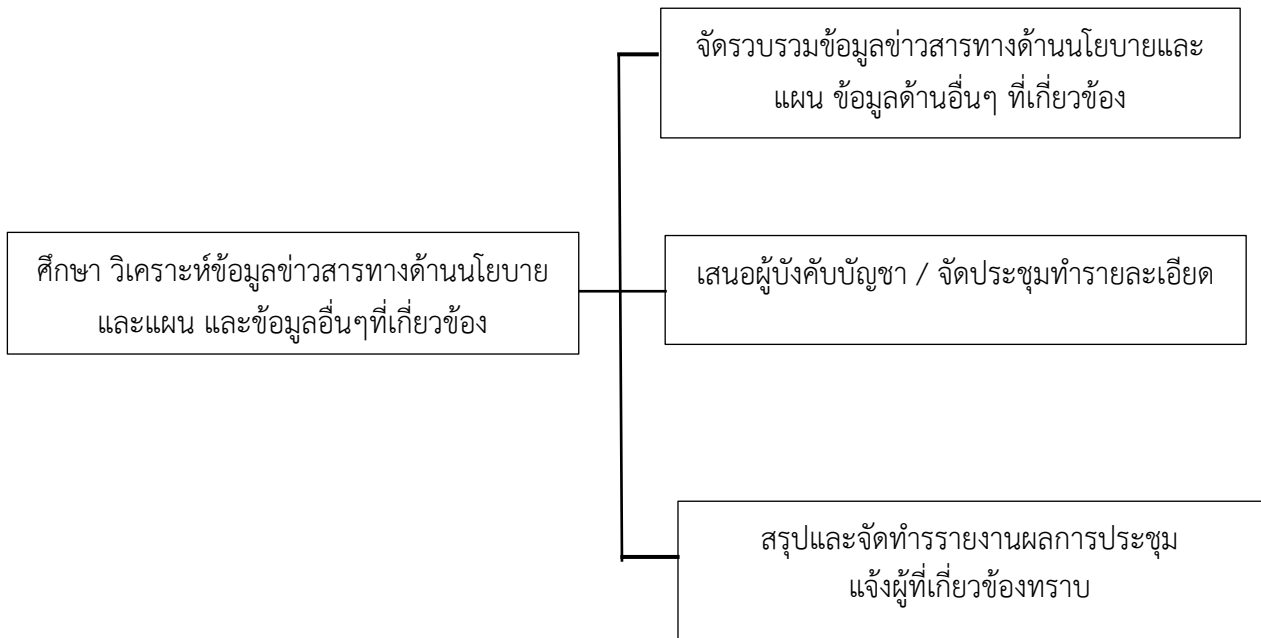 จัดรวบรวมข้อมูลข่าวสารทางด้านนโยบายและ
แผน ข้อมูลด้านอื่นๆ ที่เกี่ยวข้อง
ศึกษา วิเคราะห์ข้อมูลข่าวสารทางด้านนโยบาย
และแผน และข้อมูลอื่นๆที่เกี่ยวข้อง
เสนอผู้บังคับบัญชา / จัดประชุมทำรายละเอียด
สรุปและจัดทำรรายงานผลการประชุม
แจ้งผู้ที่เกี่ยวข้องทราบ